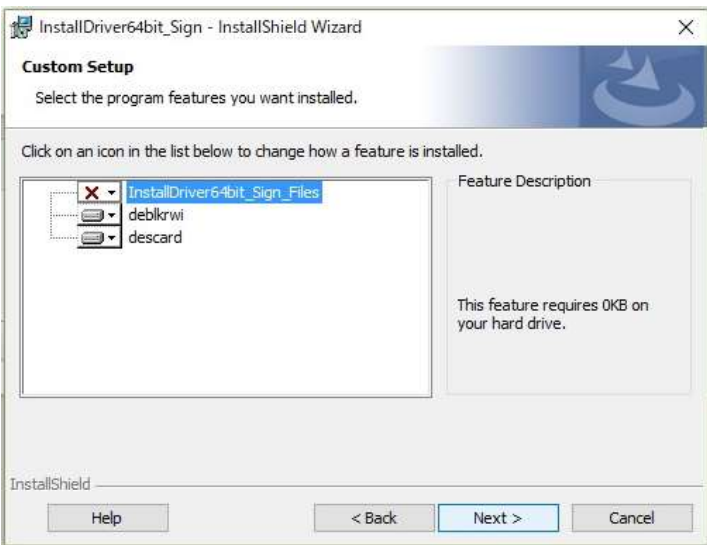 InstallDriver64bit_Sign - InstallShield Wizard
Custom Setup
Select the program features you want installed.
Click on an icon in the list below to change how a feature is installed.
InstallDriver64bit_Sign_Files
deblkrwi
descard
Feature Description
This feature requires 0KB on
your hard drive.
InstallShield
Help
< Back
Next >
Cancel